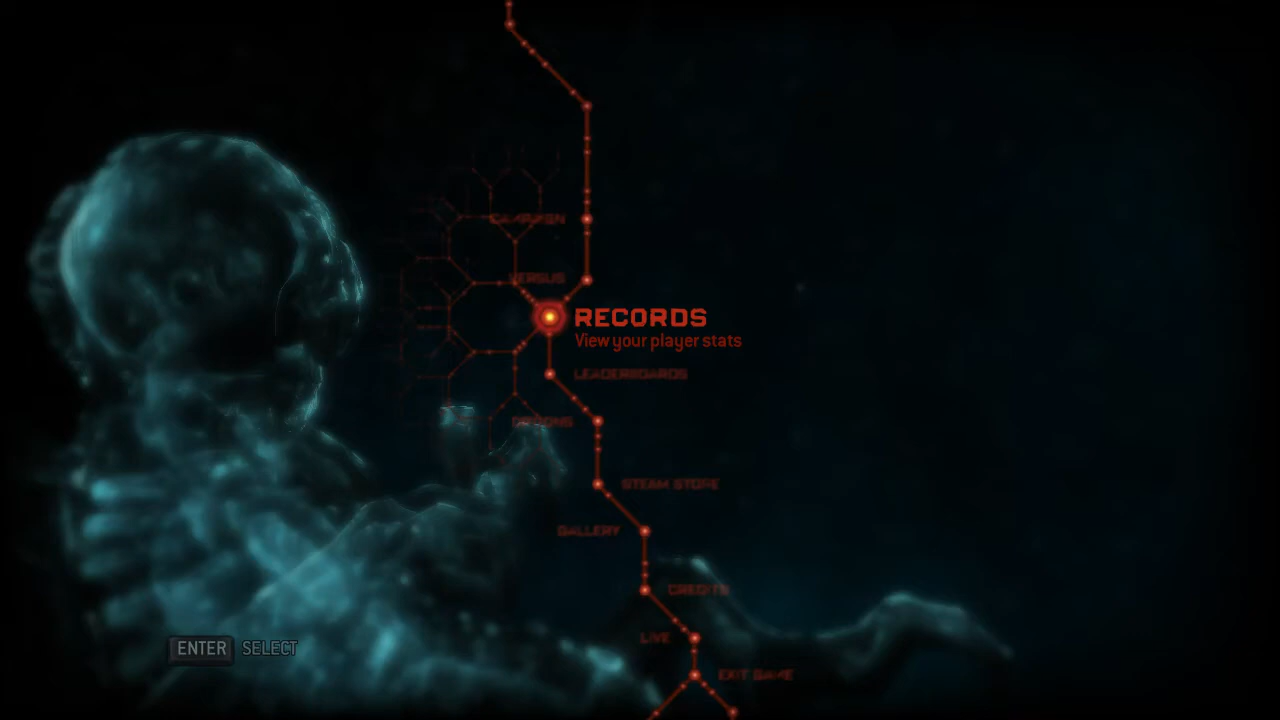 CAMPAIGN
VERSUS
RECORDS
View your player stats
LEADERBOARDS
OPTIONS
STEAM STORE
GALLERY
CREDITS
LIVE
EXIT GAME
ENTER SELECT